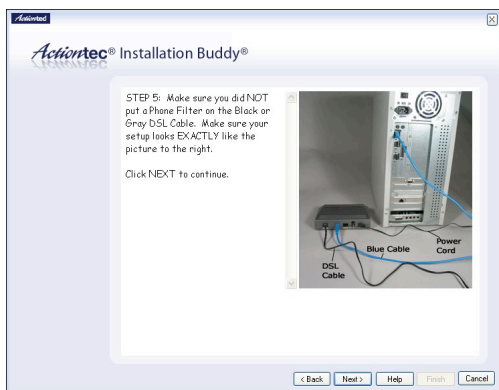 Actiontec
Actiontec® Installation Buddy®
STEP 5: Make sure you did NOT
put a Phone Filter on the Black or
Gray DSL Cable. Make sure your
setup looks EXACTLY like the
picture to the right.
Click NEXT to continue.
Power
Cord
Blue Cable
DSL
Cable
< Back
Next >
Help
Finish
Cancel